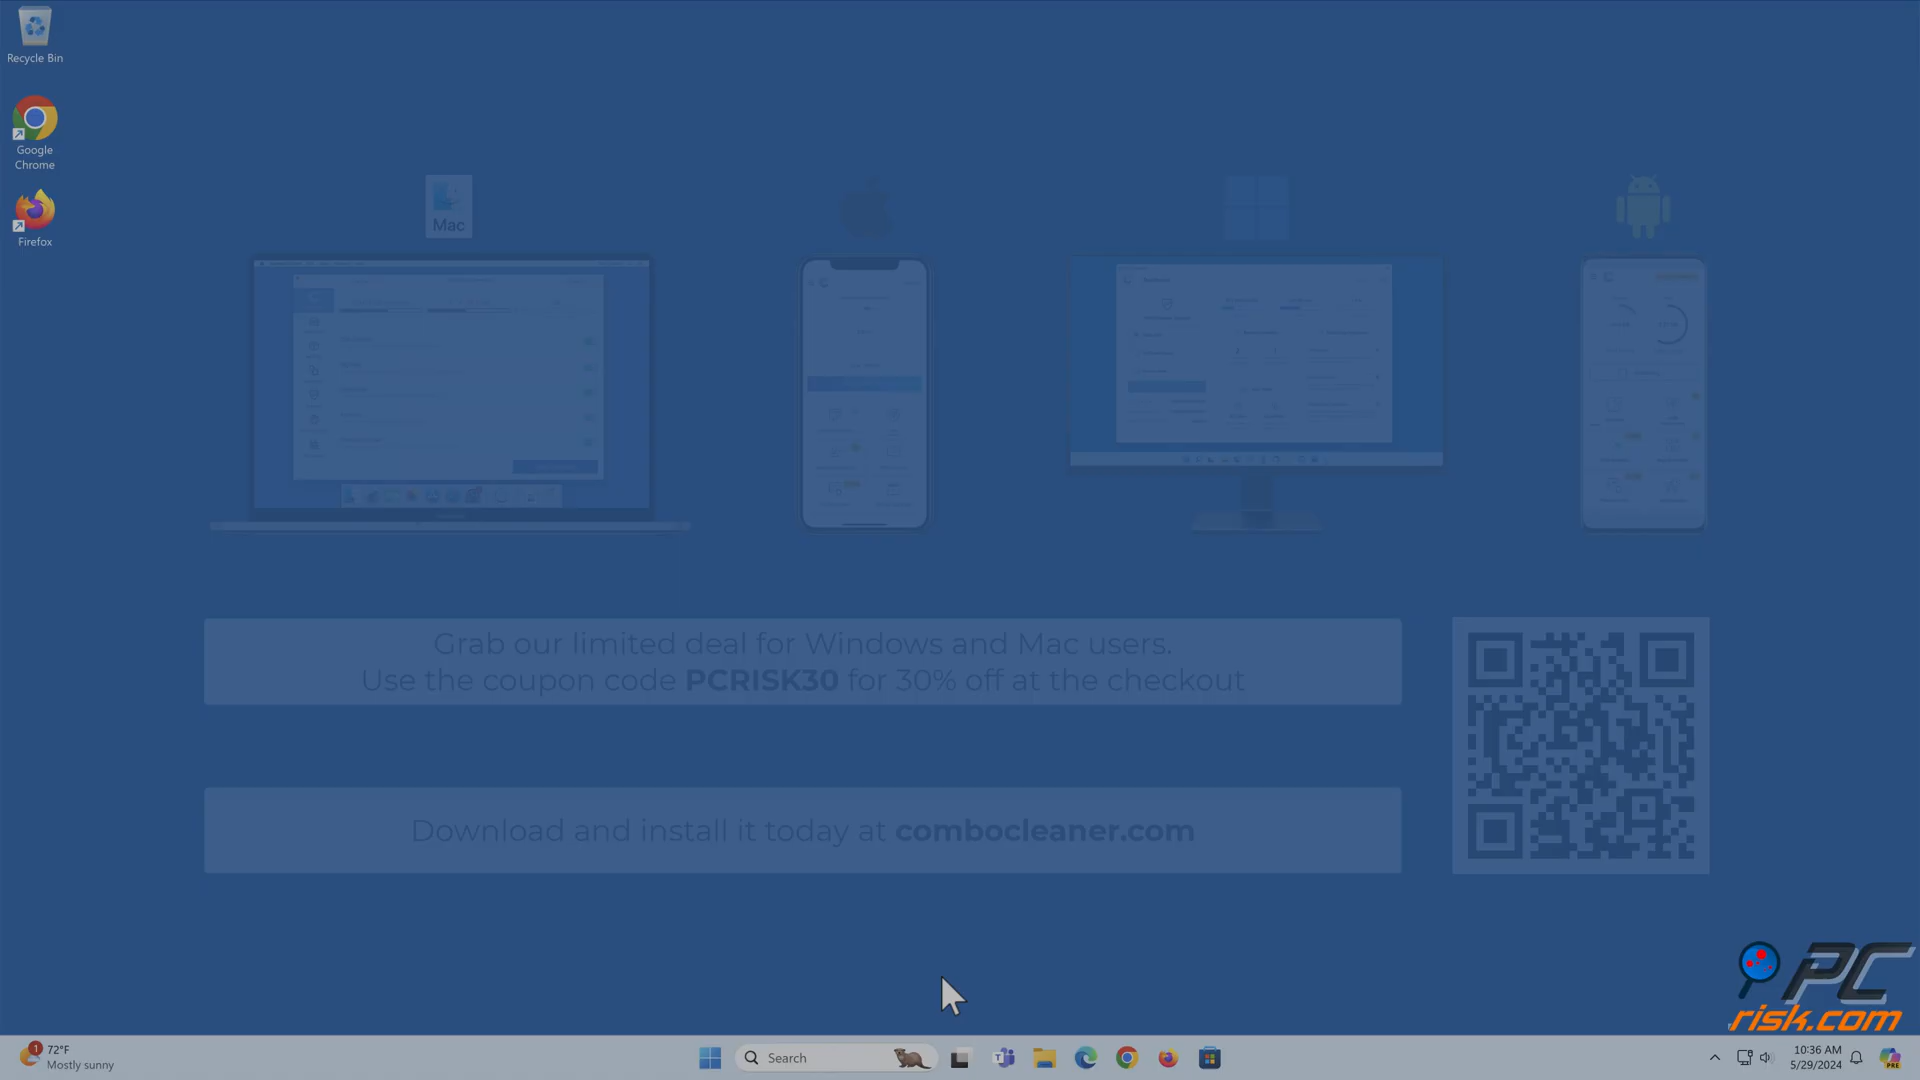 Recycle Bin
Google
Chrome
Firefox
Mac
Grab our limited deal for Windows and Mac users.
Use the coupon code PCRISK30 for 30% off at the checkout
Download and install it today at combocleaner.com
PC
risk.com
1
72°F
Mostly sunny
Search
10:36 AM
5/29/2024
PRE